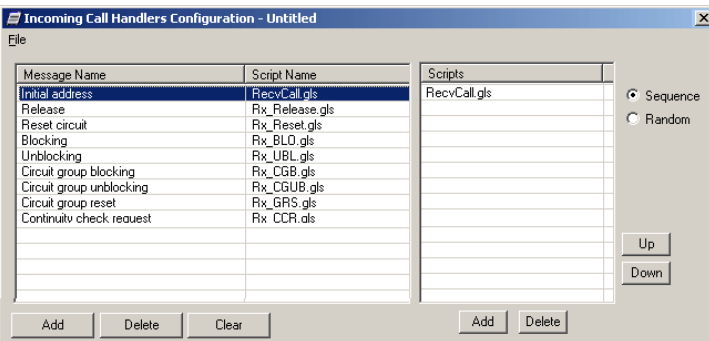 Incoming Call Handlers Configuration - Untitled
File
Message Name Script Name
Initial address RecvCall.gls
Release Rx_Release.gls
Reset circuit Rx_Reset.gls
Blocking Rx_BLO.gls
Unblocking Rx_UBL.gls
Circuit group blocking Rx_CGB.gls
Circuit group unblocking Rx_CGUB.gls
Circuit group reset Rx_GRS.gls
Continuity check request Rx_CCR.gls
Add Delete Clear
Scripts
RecvCall.gls
Add Delete
Sequence
Random
Up
Down